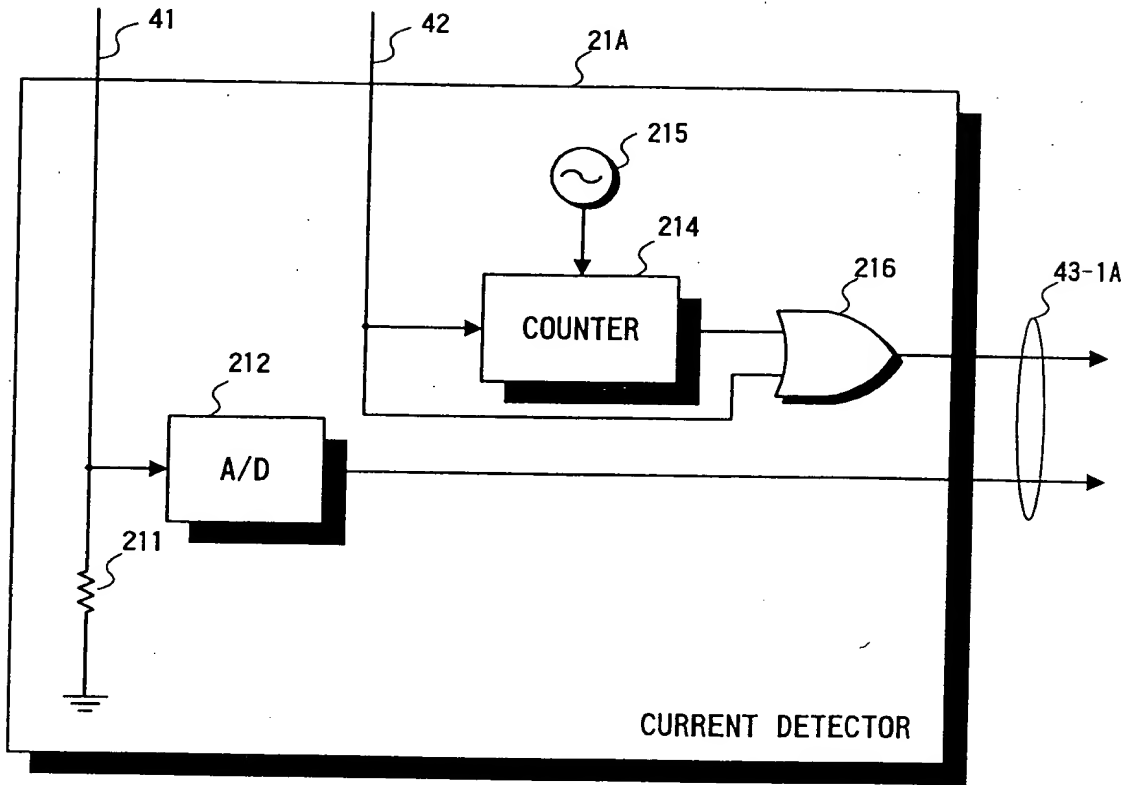 41
42
21A
215
214
216
43-1A
COUNTER
212
A/D
211
CURRENT DETECTOR